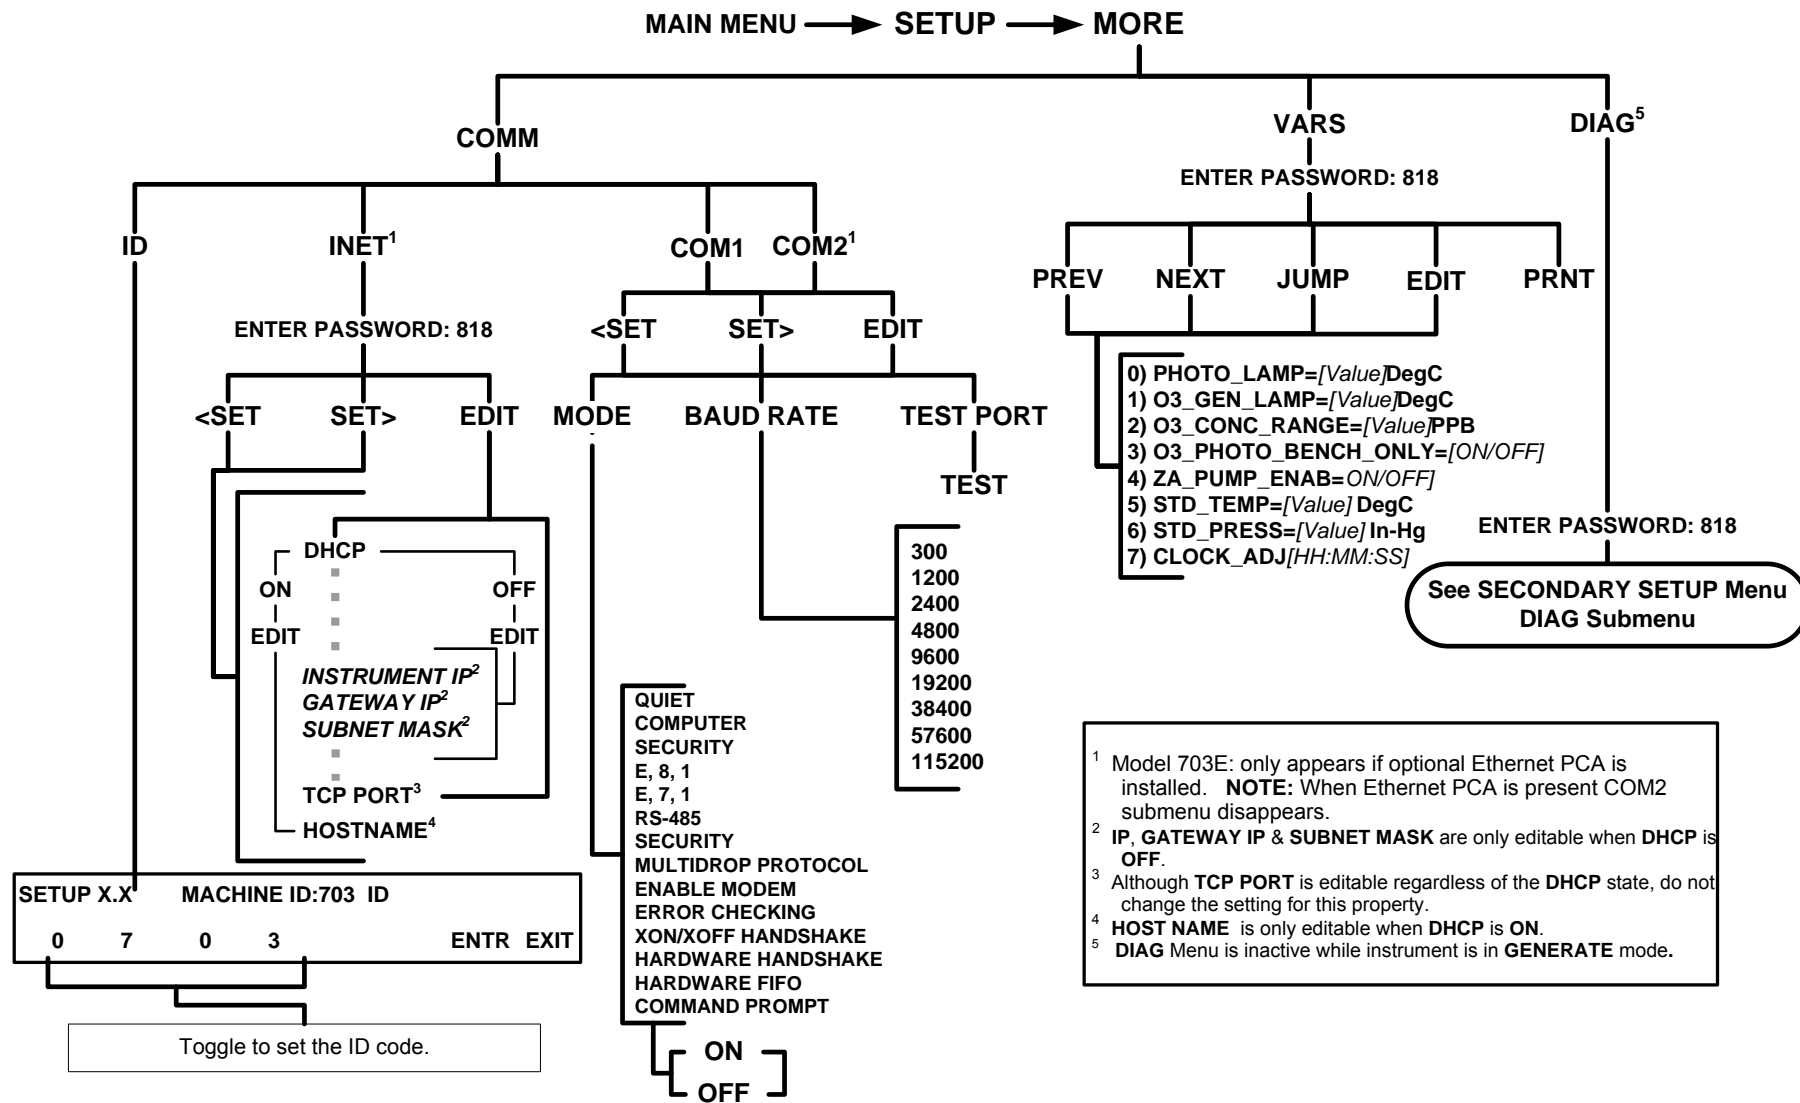 MAIN MENU SETUP MORE
COMM
VARS
DIAG5
ENTER PASSWORD: 818
ID
INET1
COM1
COM21
PREV
NEXT
JUMP
EDIT
PRNT
ENTER PASSWORD: 818
<SET
SET>
EDIT
<SET
SET>
EDIT
MODE
BAUD RATE
TEST PORT
TEST
0) PHOTO_LAMP=[Value]DegC
1) O3_GEN_LAMP=[Value]DegC
2) O3_CONC_RANGE=[Value]PPB
3) O3_PHOTO_BENCH_ONLY=[ON/OFF]
4) ZA_PUMP_ENAB=ON/OFF]
5) STD_TEMP=[Value] DegC
6) STD_PRESS=[Value] In-Hg
7) CLOCK_ADJ[HH:MM:SS]
ENTER PASSWORD: 818
See SECONDARY SETUP Menu
DIAG Submenu
DHCP
ON
OFF
EDIT
EDIT
INSTRUMENT IP2
GATEWAY IP2
SUBNET MASK2
TCP PORT3
HOSTNAME4
300
1200
2400
4800
9600
19200
38400
57600
115200
QUIET
COMPUTER
SECURITY
E, 8, 1
E, 7, 1
RS-485
SECURITY
MULTIDROP PROTOCOL
ENABLE MODEM
ERROR CHECKING
XON/XOFF HANDSHAKE
HARDWARE HANDSHAKE
HARDWARE FIFO
COMMAND PROMPT
ON
OFF
SETUP X.X MACHINE ID:703 ID
0 7 0 3 ENTR EXIT
Toggle to set the ID code.
1 Model 703E: only appears if optional Ethernet PCA is
installed. NOTE: When Ethernet PCA is present COM2
submenu disappears.
2 IP, GATEWAY IP & SUBNET MASK are only editable when DHCP is
OFF.
3 Although TCP PORT is editable regardless of the DHCP state, do not
change the setting for this property.
4 HOST NAME is only editable when DHCP is ON.
5 DIAG Menu is inactive while instrument is in GENERATE mode.